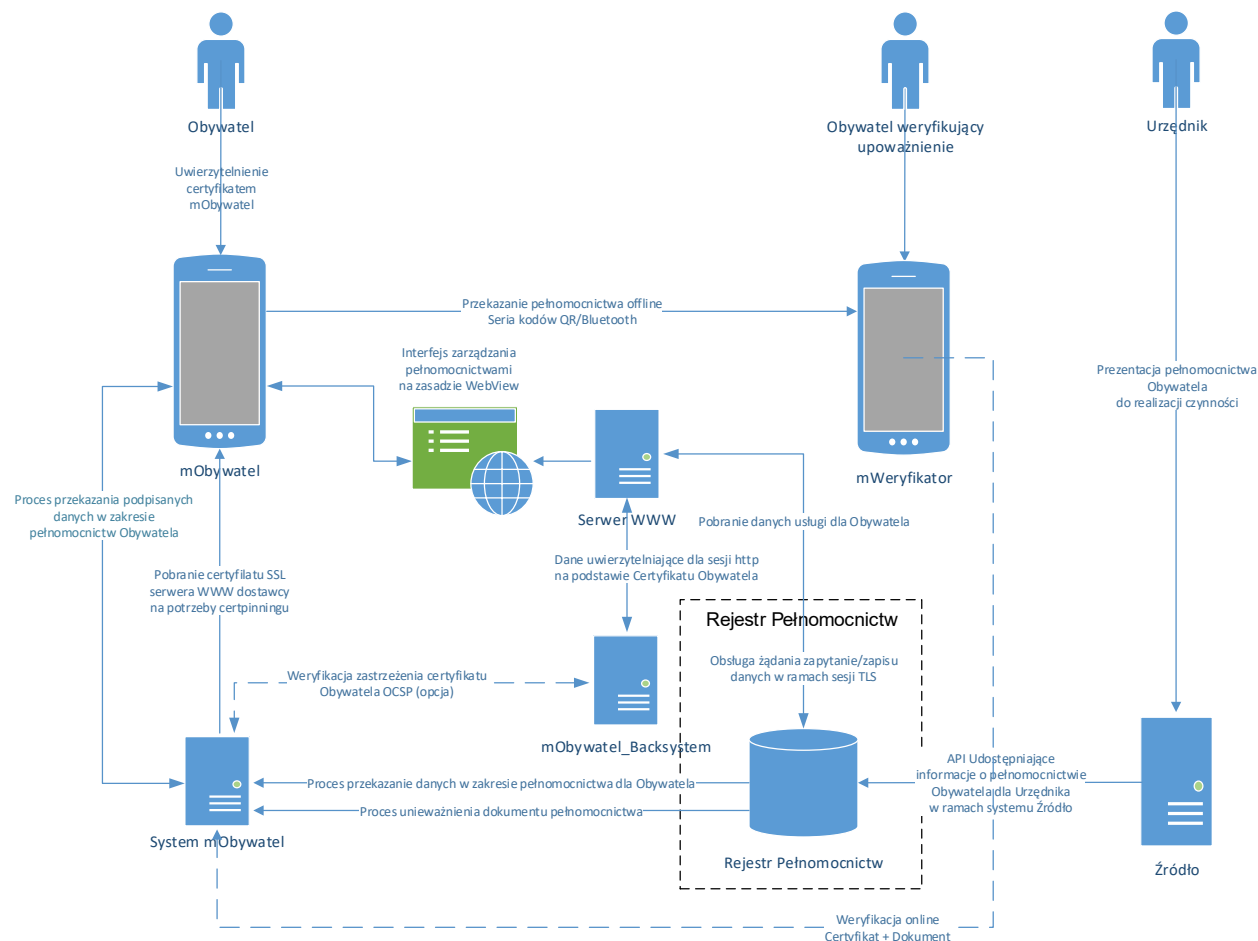 Obywatel
Obywatel weryfikujący
upoważnienie
Urzędnik
Uwierzytelnienie
certyfikatem
mObywatel
Przekazanie pełnomocnictwa offline
Seria kodów QR/Bluetooth
Interfejs zarządzania
pełnomocnictwami
na zasadzie WebView
Prezentacja pełnomocnictwa
Obywatela
do realizacji czynności
mObywatel
mWeryfikator
Proces przekazania podpisanych
danych w zakresie
pełnomocnictw Obywatela
Serwer WWW
Pobranie danych usługi dla Obywatela
Pobranie certyfilatu SSL
serwera WWW dostawcy
na potrzeby certpinningu
Dane uwierzytelniające dla sesji http
na podstawie Certyfikatu Obywatela
Rejestr Pełnomocnictw
Obsługa żądania zapytanie/zapisu
danych w ramach sesji TLS
Weryfikacja zastrzeżenia certyfikatu
Obywatela OCSP (opcja)
mObywatel_Backsystem
Proces przekazanie danych w zakresie pełnomocnictwa dla Obywatela
Proces unieważnienia dokumentu pełnomocnictwa
API Udostępniające
informacje o pełnomocnictwie
Obywatela dla Urzędnika
w ramach systemu Źródło
System mObywatel
Rejestr Pełnomocnictw
Źródło
Weryfikacja online
Certyfikat + Dokument